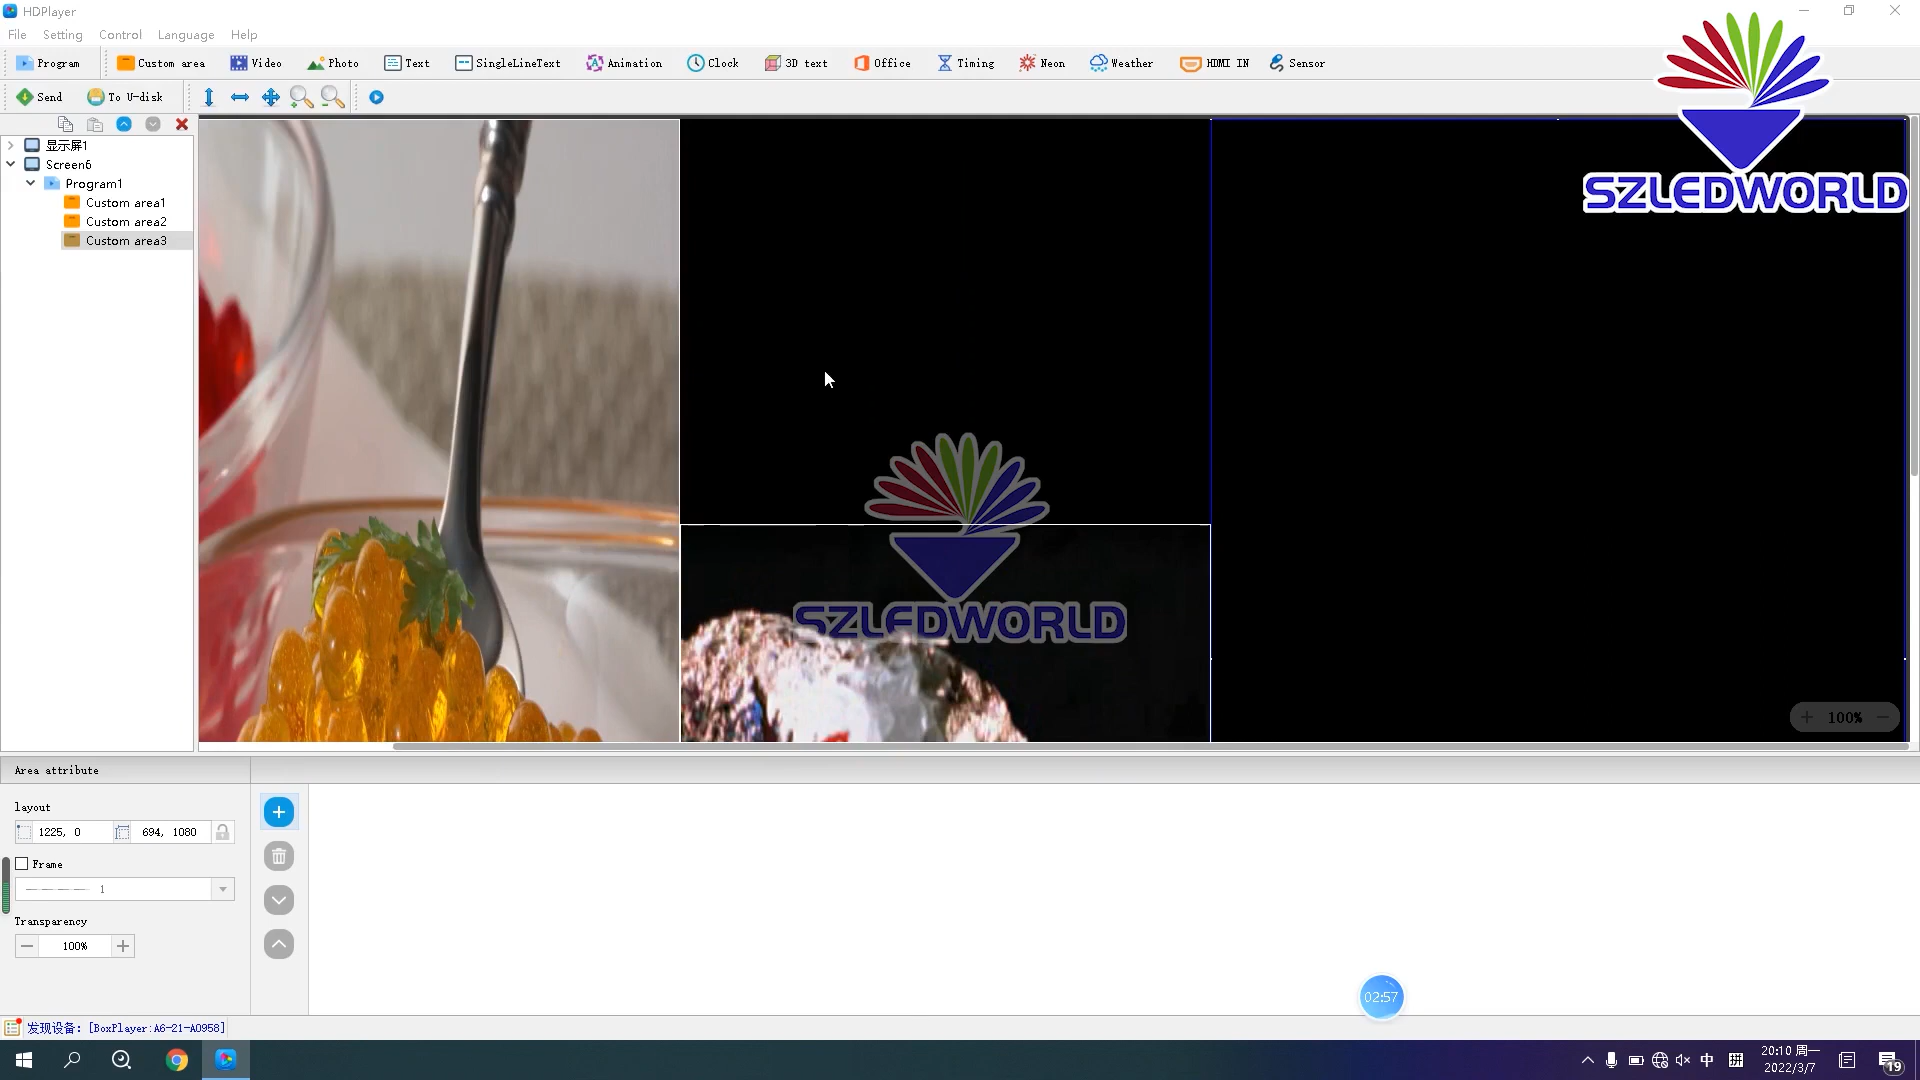 HDPlayer
File Setting Control Language Help
Program Custom area Video Photo Text SingleLineText Animation Clock 3D text Office Timing Neon Weather HDMI IN Sensor
Send To U-disk
显示屏1
Screen6
Program1
Custom area1
Custom area2
Custom area3
SZLEDWORLD
SZLEDWORLD
+ 100% −
Area attribute
layout
1225, 0 694, 1080
Frame
1
Transparency
− 100% +
02:57
发现设备: [BoxPlayer:A6-21-A0958]
中 拼 20:10 周一
2022/3/7
19